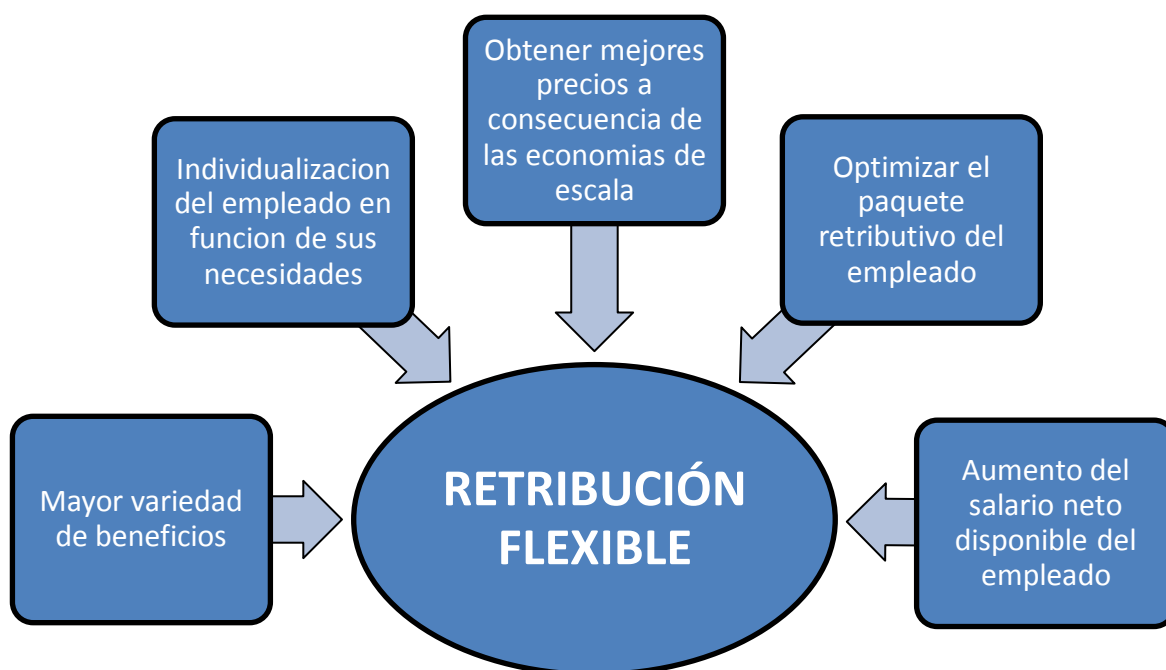 Obtener mejores
precios a
consecuencia de
las economias de
escala
Individualizacion
del empleado en
funcion de sus
necesidades
Optimizar el
paquete
retributivo del
empleado
Mayor variedad
de beneficios
RETRIBUCIÓN
FLEXIBLE
Aumento del
salario neto
disponible del
empleado